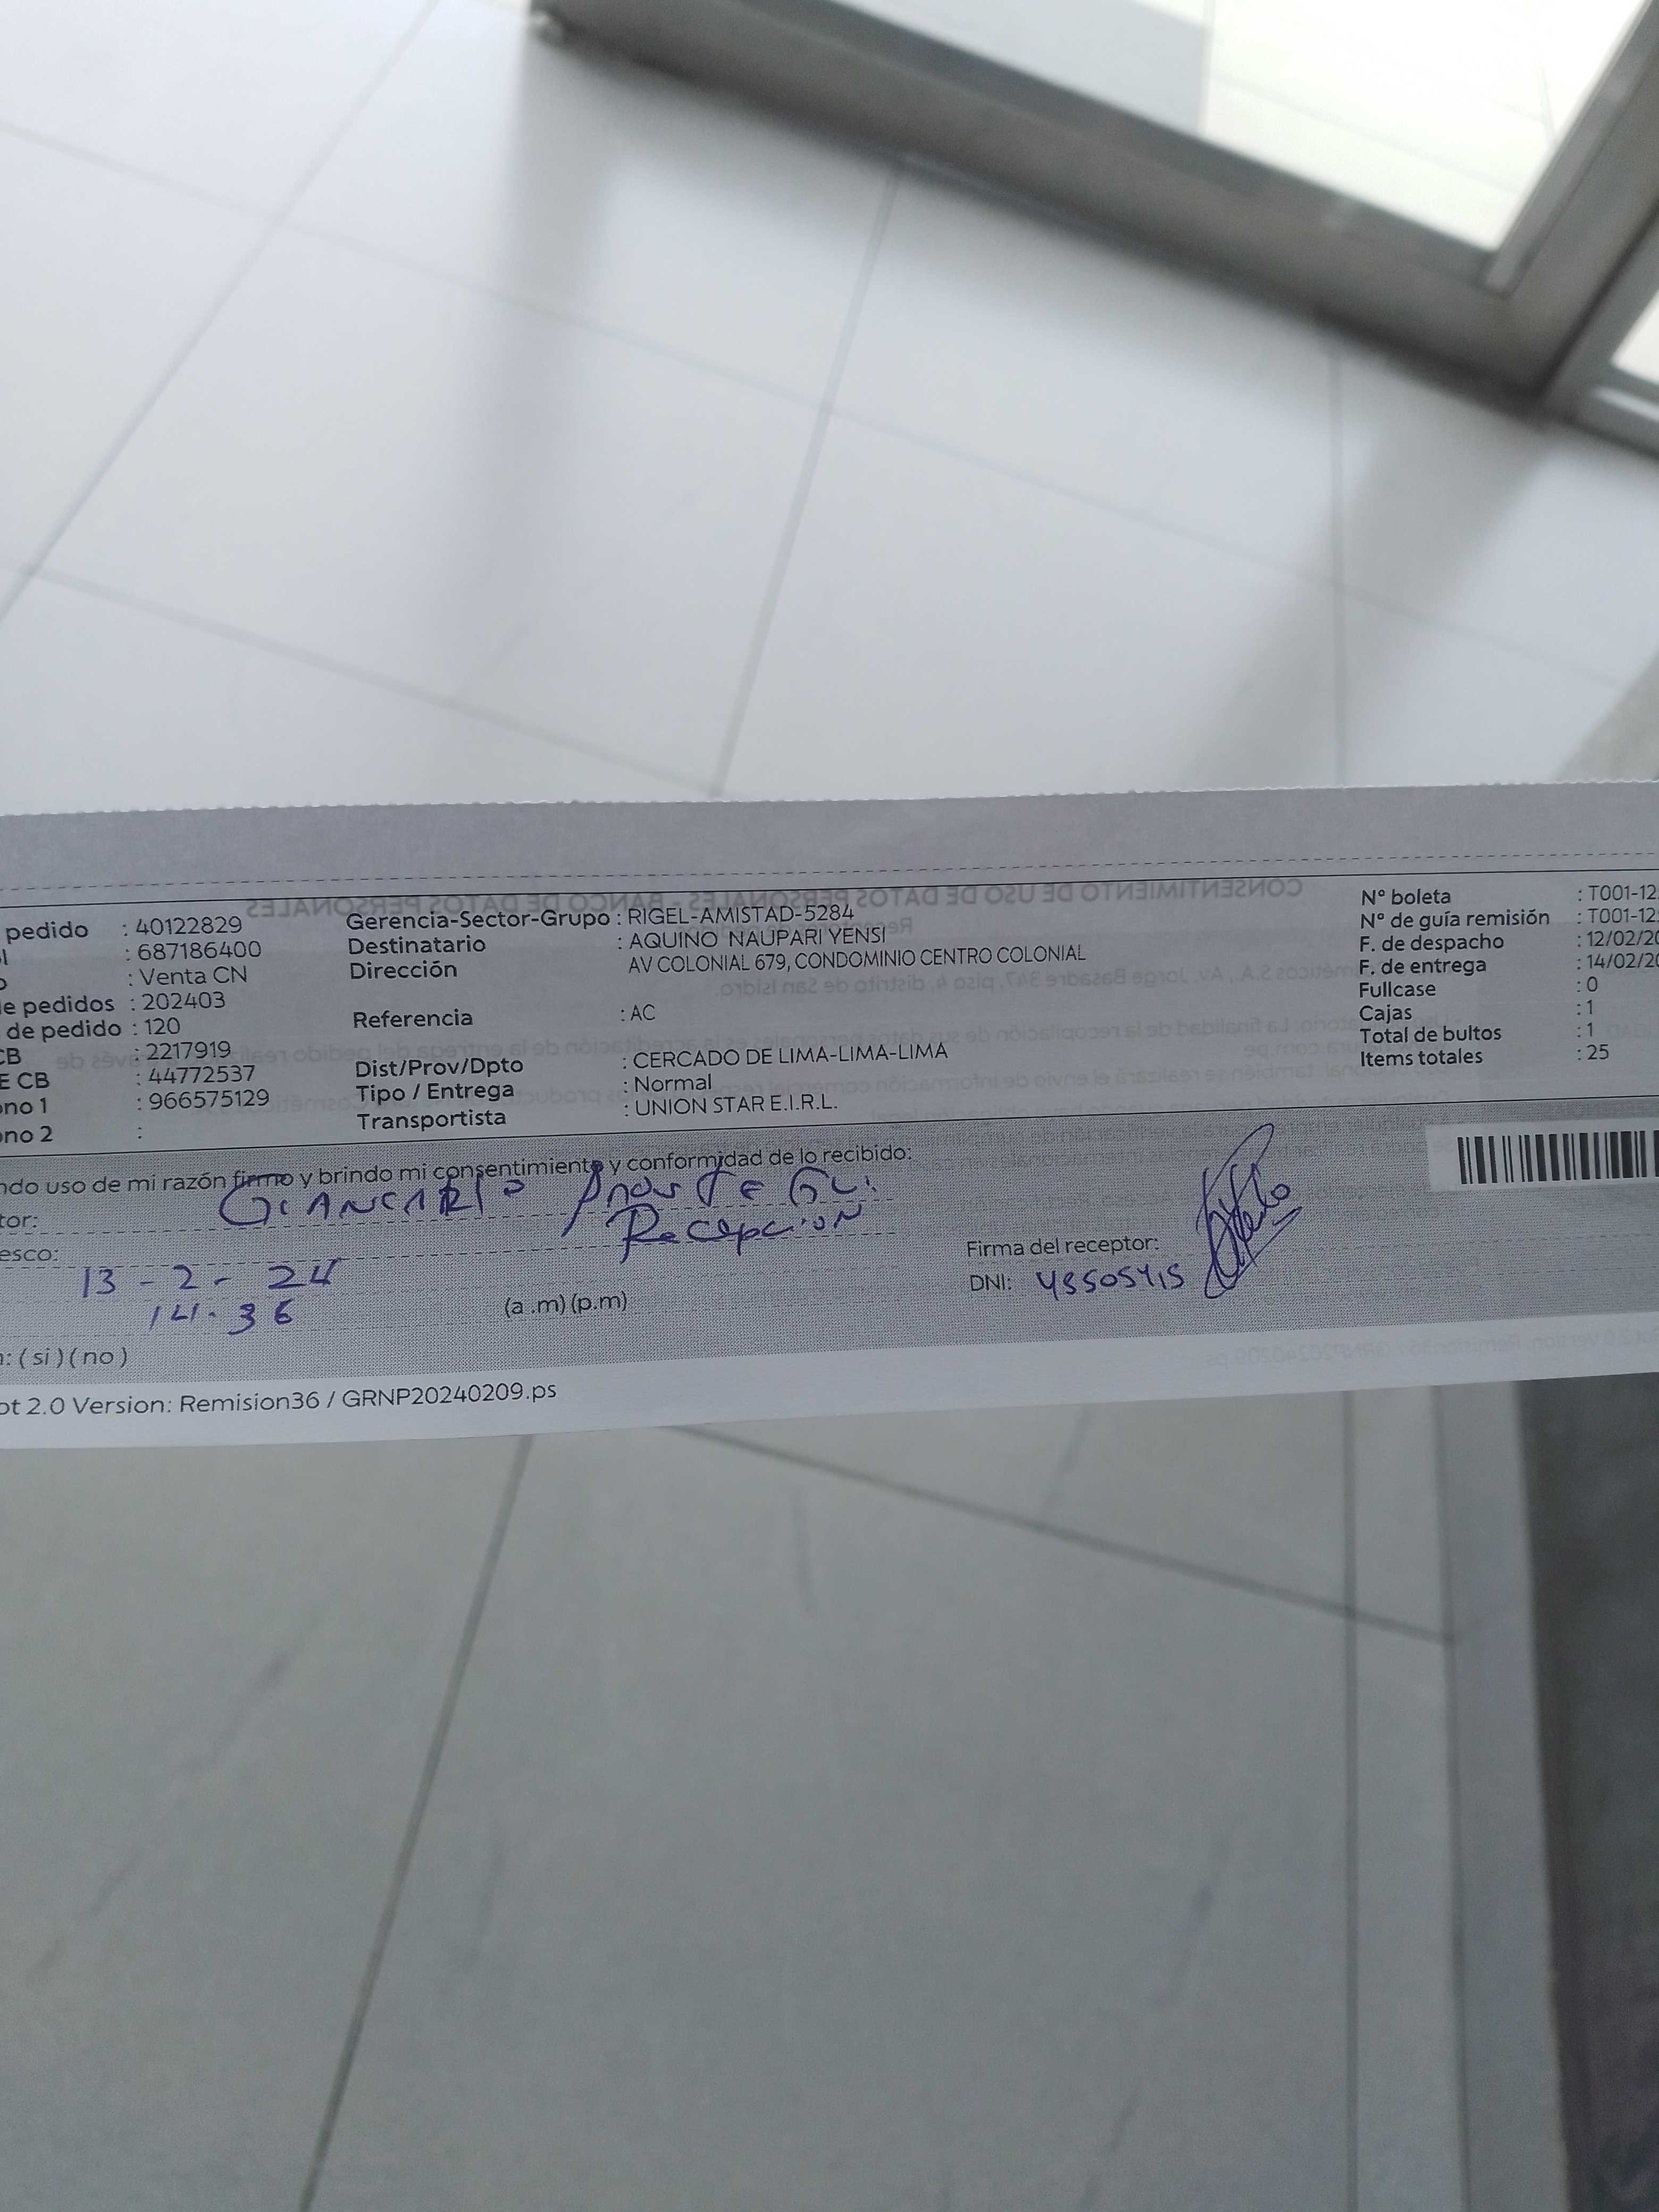 pedido : 40122829
: 687186400
: Venta CN
de pedidos : 202403
de pedido : 120
CB : 2217919
E CB : 44772537
ono 1 : 966575129
ono 2 :
Gerencia-Sector-Grupo : RIGEL-AMISTAD-5284
Destinatario : AQUINO NAUPARI YENSI
Dirección AV COLONIAL 679, CONDOMINIO CENTRO COLONIAL
Referencia : AC
Dist/Prov/Dpto : CERCADO DE LIMA-LIMA-LIMA
Tipo / Entrega : Normal
Transportista : UNION STAR E.I.R.L.
N° boleta : T001-12
N° de guía remisión : T001-12
F. de despacho : 12/02/20
F. de entrega : 14/02/20
Fullcase : 0
Cajas : 1
Total de bultos : 1
Items totales : 25
ndo uso de mi razón firmo y brindo mi consentimiento y conformidad de lo recibido:
tor: GIANCARLO
Recepcion
esco:
13 - 2 - 24
14.36 (a.m) (p.m)
Firma del receptor:
DNI:
: ( si ) ( no )
ot 2.0 Version: Remision36 / GRNP20240209.ps